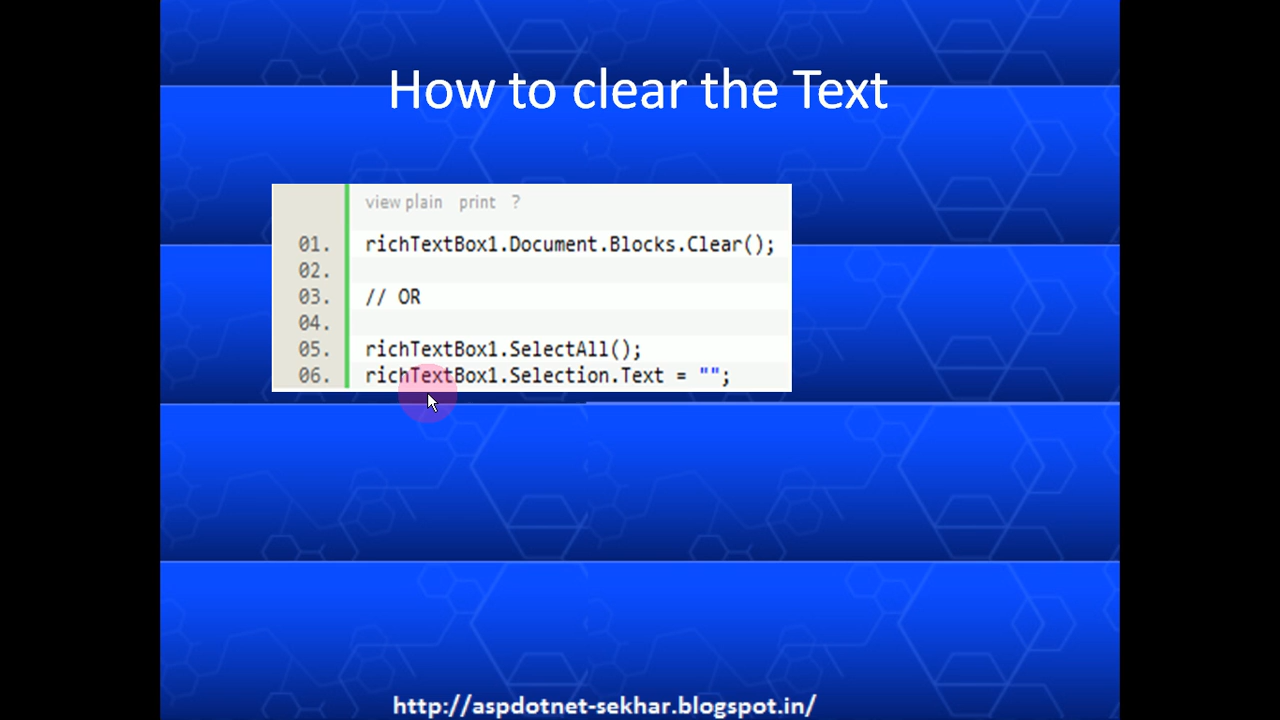 How to clear the Text
view plain print ?
01. richTextBox1.Document.Blocks.Clear();
02.
03. // OR
04.
05. richTextBox1.SelectAll();
06. richTextBox1.Selection.Text = "";
http://aspdotnet-sekhar.blogspot.in/